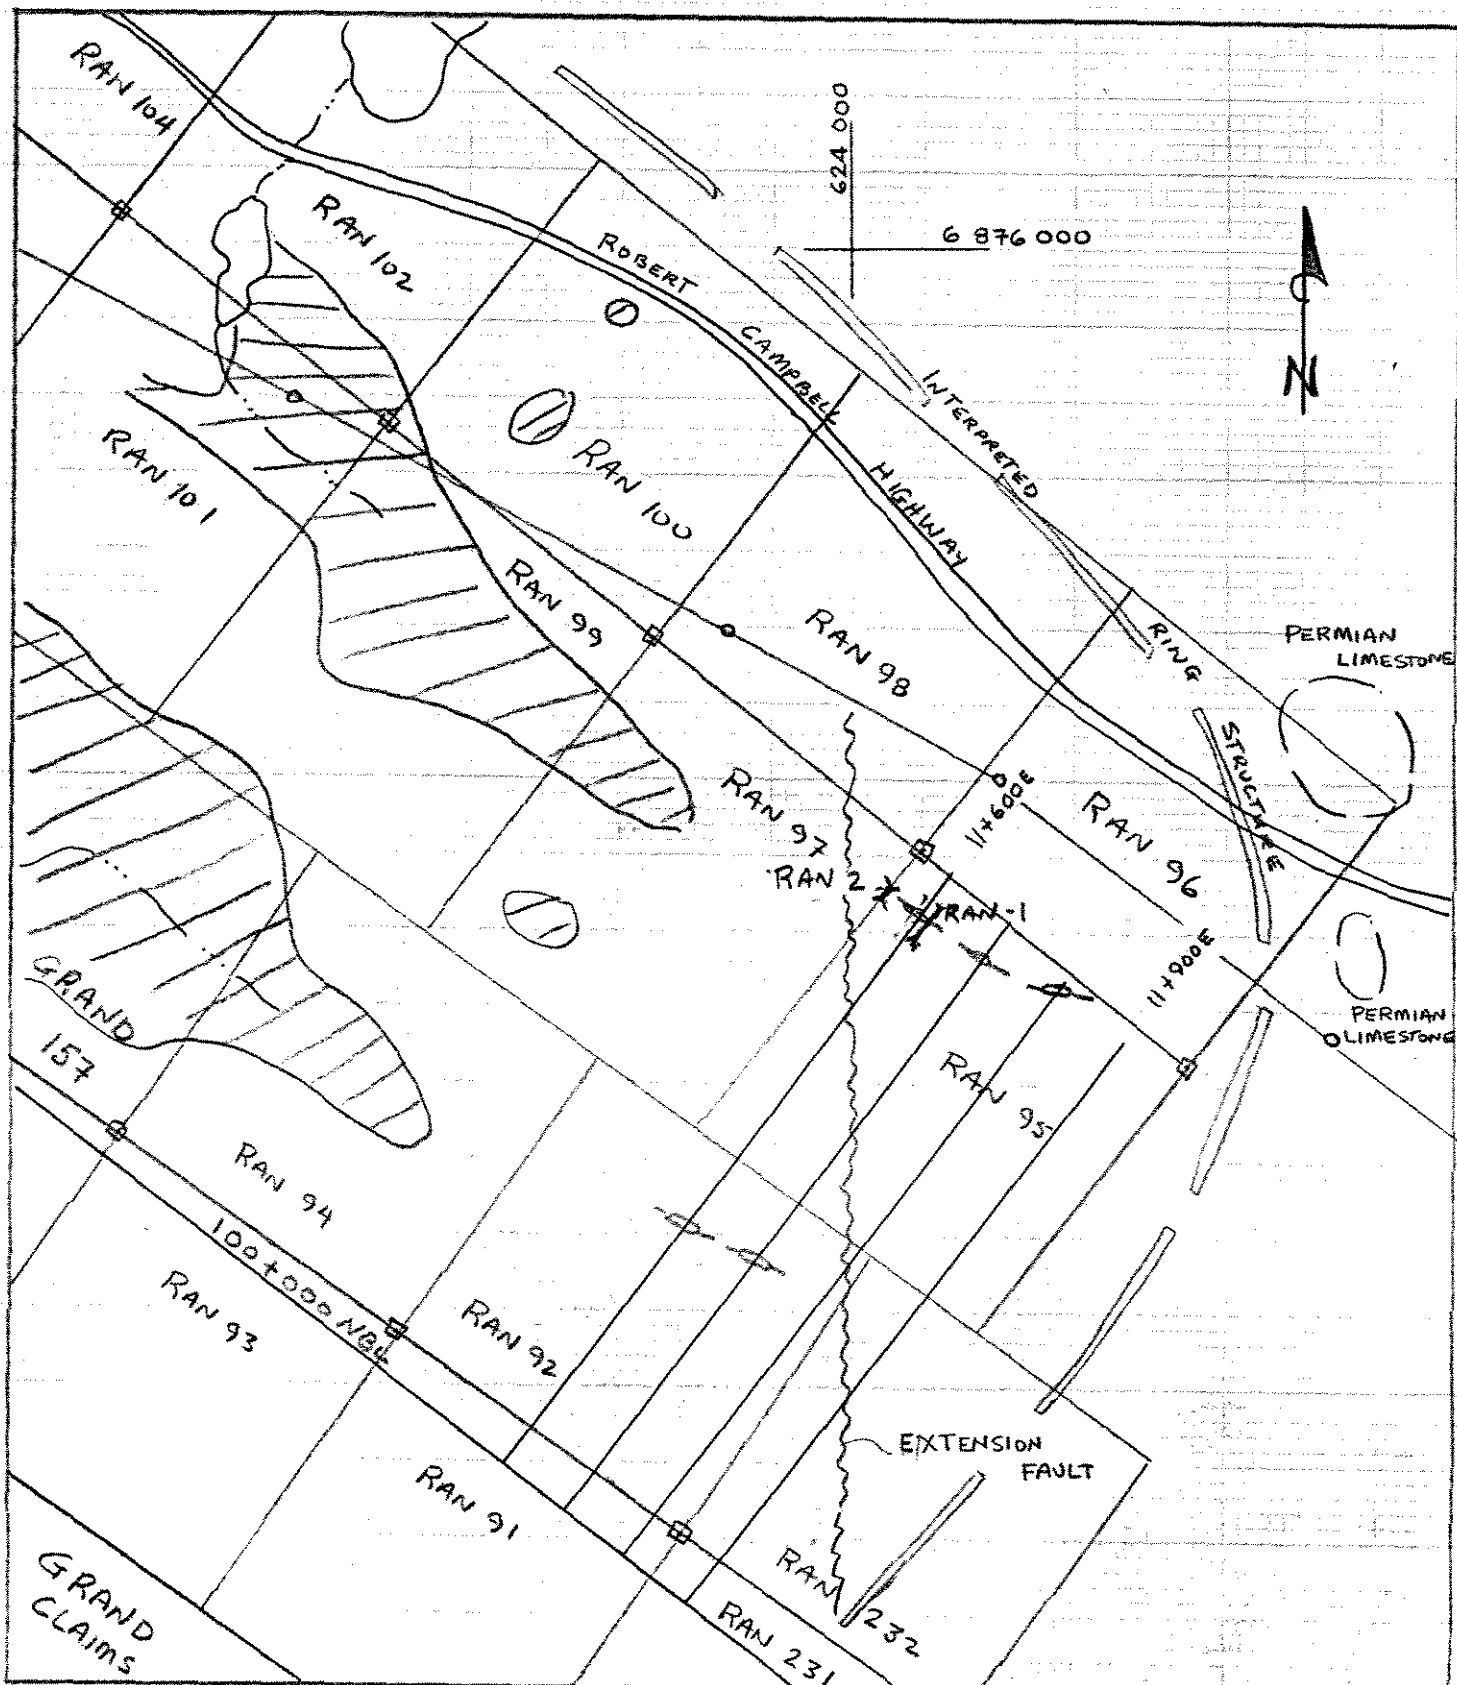 RAN 104
624 000
6 876 000
RAN 102
ROBERT
CAMPBELL
HIGHWAY
INTERPRETED
RING
STRUCTURE
N
RAN 101
RAN 100
RAN 99
RAN 98
PERMIAN
LIMESTONE
RAN 97
11+600E
RAN 96
RAN 2
RAN-1
11+900E
PERMIAN
LIMESTONE
GRAND
157
RAN 95
RAN 94
100+000 NBL
RAN 93
RAN 92
EXTENSION
FAULT
RAN 91
RAN 232
RAN 231
GRAND
CLAIMS